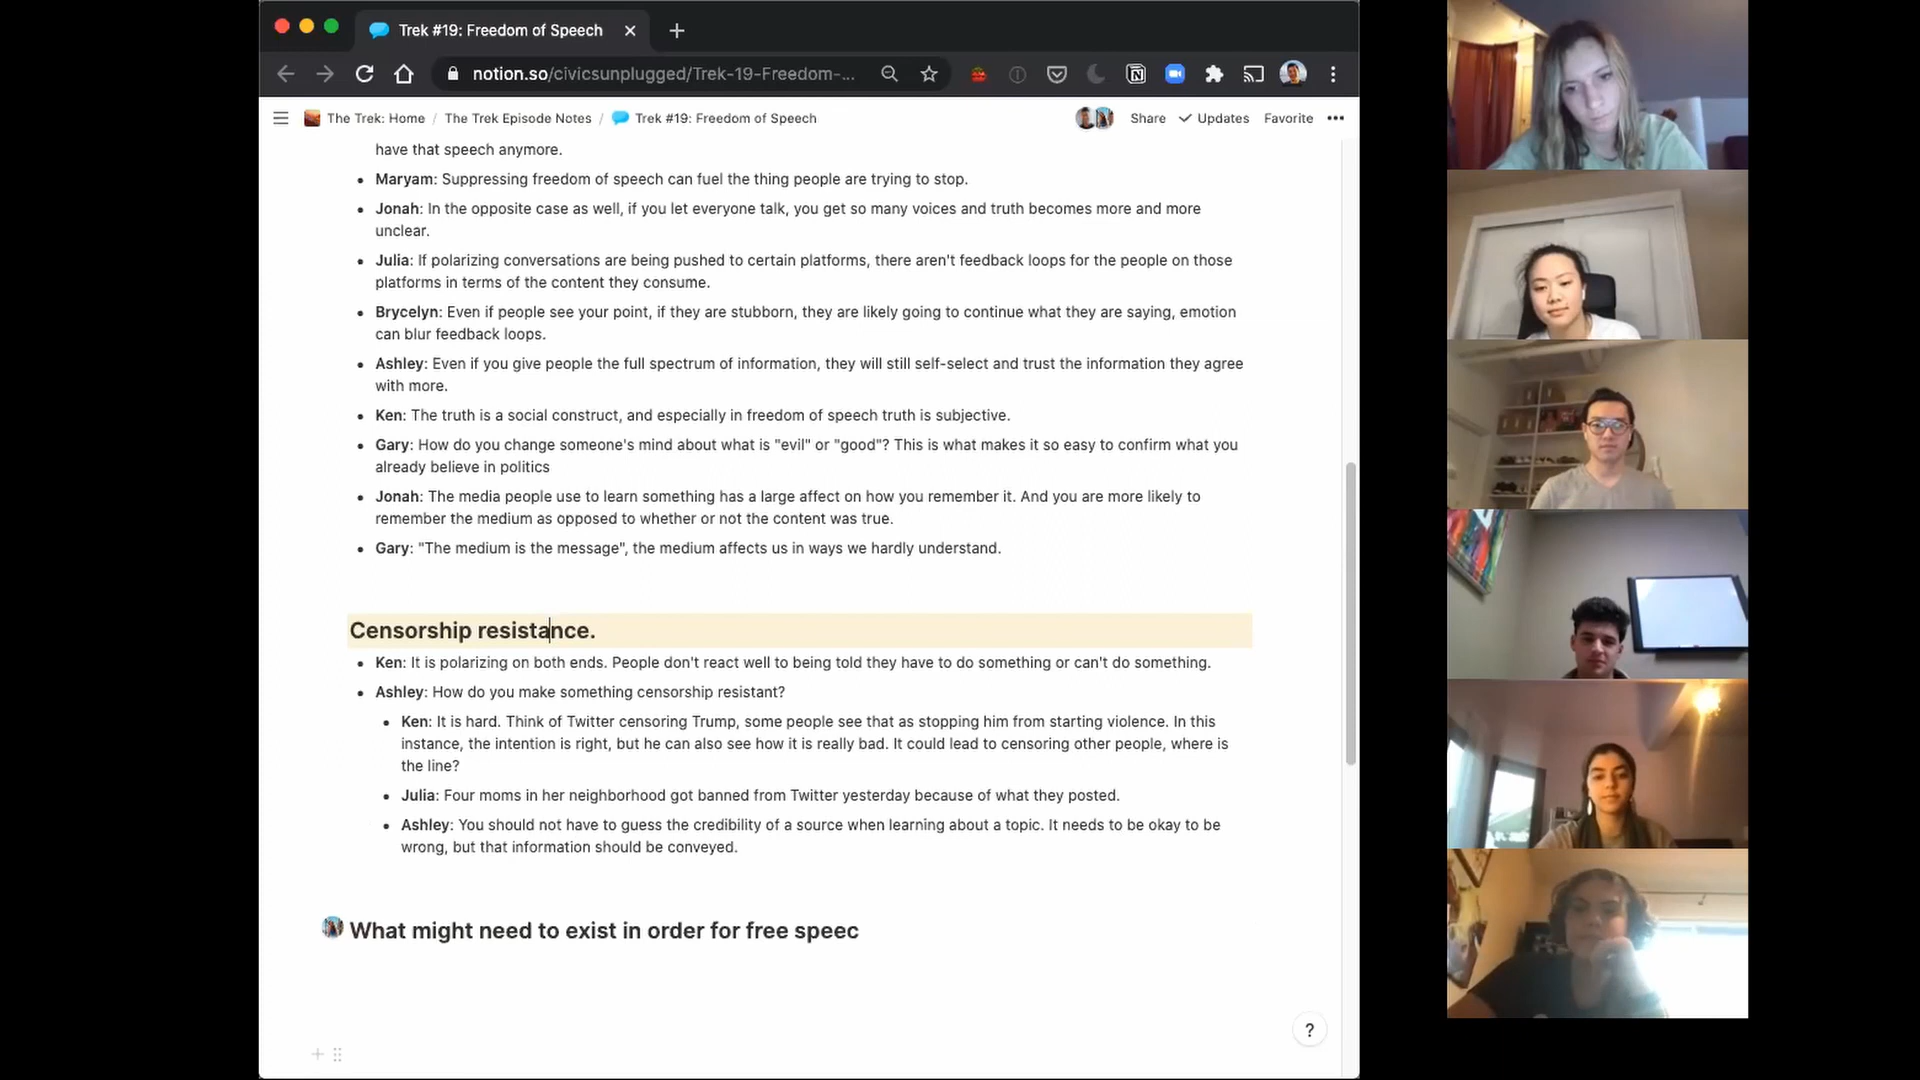 Trek #19: Freedom of Speech
notion.so/civicsunplugged/Trek-19-Freedom-...
The Trek: Home / The Trek Episode Notes / Trek #19: Freedom of Speech
Share Updates Favorite
have that speech anymore.
Maryam: Suppressing freedom of speech can fuel the thing people are trying to stop.
Jonah: In the opposite case as well, if you let everyone talk, you get so many voices and truth becomes more and more
unclear.
Julia: If polarizing conversations are being pushed to certain platforms, there aren't feedback loops for the people on those
platforms in terms of the content they consume.
Brycelyn: Even if people see your point, if they are stubborn, they are likely going to continue what they are saying, emotion
can blur feedback loops.
Ashley: Even if you give people the full spectrum of information, they will still self-select and trust the information they agree
with more.
Ken: The truth is a social construct, and especially in freedom of speech truth is subjective.
Gary: How do you change someone's mind about what is "evil" or "good"? This is what makes it so easy to confirm what you
already believe in politics
Jonah: The media people use to learn something has a large affect on how you remember it. And you are more likely to
remember the medium as opposed to whether or not the content was true.
Gary: "The medium is the message", the medium affects us in ways we hardly understand.
Censorship resistance.
Ken: It is polarizing on both ends. People don't react well to being told they have to do something or can't do something.
Ashley: How do you make something censorship resistant?
Ken: It is hard. Think of Twitter censoring Trump, some people see that as stopping him from starting violence. In this
instance, the intention is right, but he can also see how it is really bad. It could lead to censoring other people, where is
the line?
Julia: Four moms in her neighborhood got banned from Twitter yesterday because of what they posted.
Ashley: You should not have to guess the credibility of a source when learning about a topic. It needs to be okay to be
wrong, but that information should be conveyed.
What might need to exist in order for free speec
?